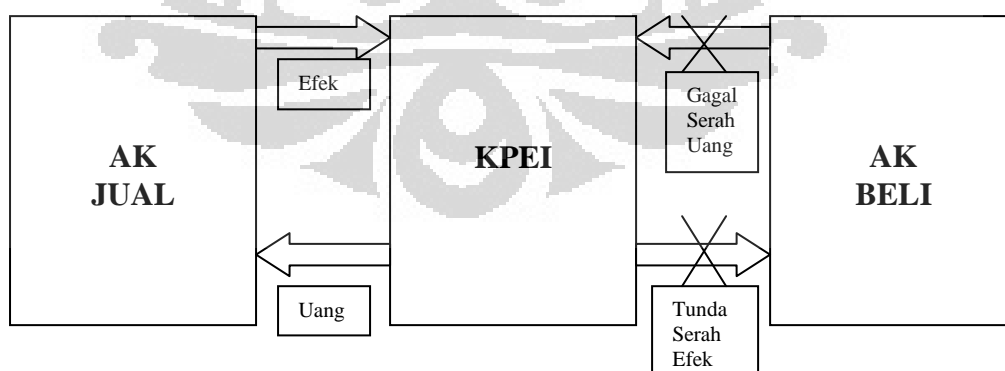 Efek
Gagal
Serah
Uang
AK
JUAL
KPEI
AK
BELI
Uang
Tunda
Serah
Efek